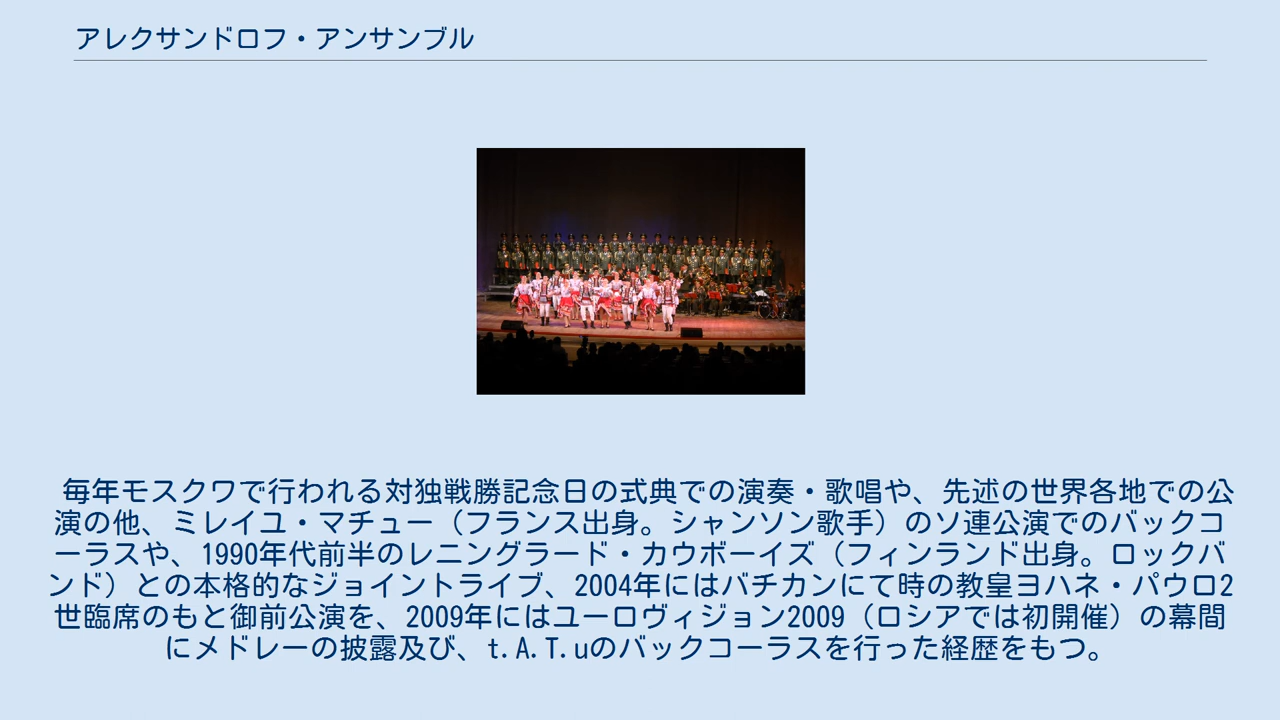 アレクサンドロフ・アンサンブル
毎年モスクワで行われる対独戦勝記念日の式典での演奏・歌唱や、先述の世界各地での公
演の他、ミレイユ・マチュー（フランス出身。シャンソン歌手）のソ連公演でのバックコ
ーラスや、1990年代前半のレニングラード・カウボーイズ（フィンランド出身。ロックバ
ンド）との本格的なジョイントライブ、2004年にはバチカンにて時の教皇ヨハネ・パウロ2
世臨席のもと御前公演を、2009年にはユーロヴィジョン2009（ロシアでは初開催）の幕間
にメドレーの披露及び、t.A.T.uのバックコーラスを行った経歴をもつ。